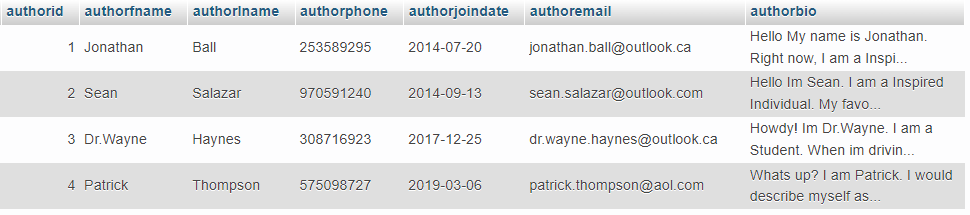 authorid authorfname authorlname authorphone authorjoindate authoremail authorbio
1 Jonathan Ball 253589295 2014-07-20 jonathan.ball@outlook.ca Hello My name is Jonathan.
Right now, I am a Inspi...
2 Sean Salazar 970591240 2014-09-13 sean.salazar@outlook.com Hello Im Sean. I am a Inspired
Individual. My favo...
3 Dr.Wayne Haynes 308716923 2017-12-25 dr.wayne.haynes@outlook.ca Howdy! Im Dr.Wayne. I am a
Student. When im drivin...
4 Patrick Thompson 575098727 2019-03-06 patrick.thompson@aol.com Whats up? I am Patrick. I would
describe myself as...